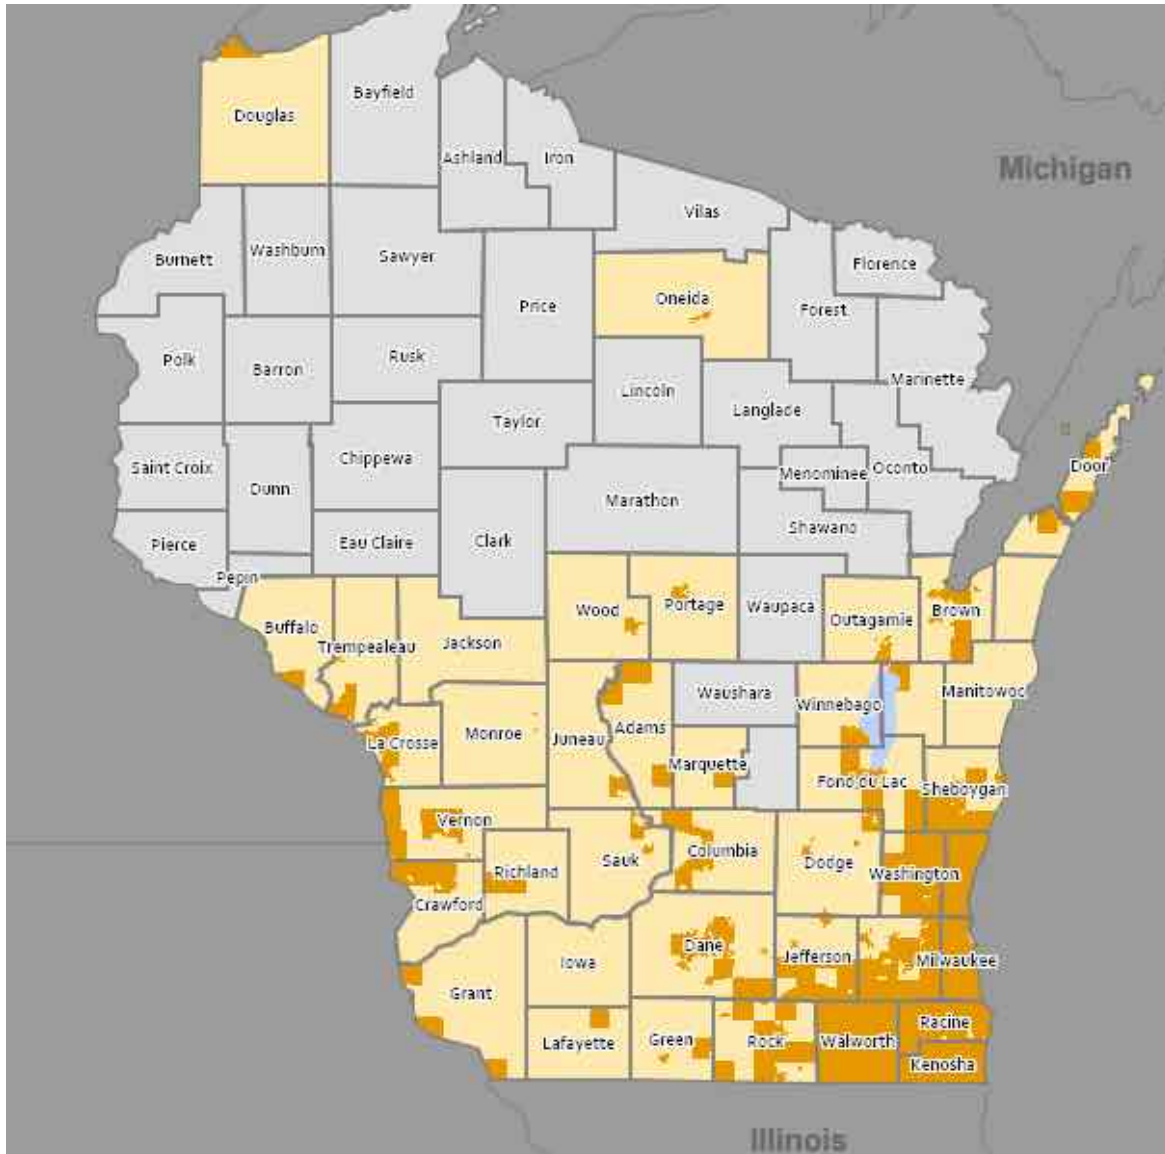 Bayfield
Douglas
Ashland
Iron
Michigan
Vilas
Burnett
Washburn
Sawyer
Florence
Oneida
Price
Forest
Polk
Barron
Rusk
Marinette
Lincoln
Langlade
Taylor
Saint Croix
Chippewa
Door
Menominee
Oconto
Dunn
Marathon
Shawano
Pierce
Eau Claire
Clark
Pepin
Wood
Portage
Waupaca
Brown
Outagamie
Buffalo
Trempealeau
Jackson
Waushara
Manitowoc
Winnebago
Adams
Monroe
Juneau
La Crosse
Marquette
Fond du Lac
Sheboygan
Vernon
Columbia
Dodge
Sauk
Richland
Washington
Crawford
Dane
Jefferson
Milwaukee
Iowa
Grant
Racine
Green
Rock
Walworth
Lafayette
Kenosha
Illinois